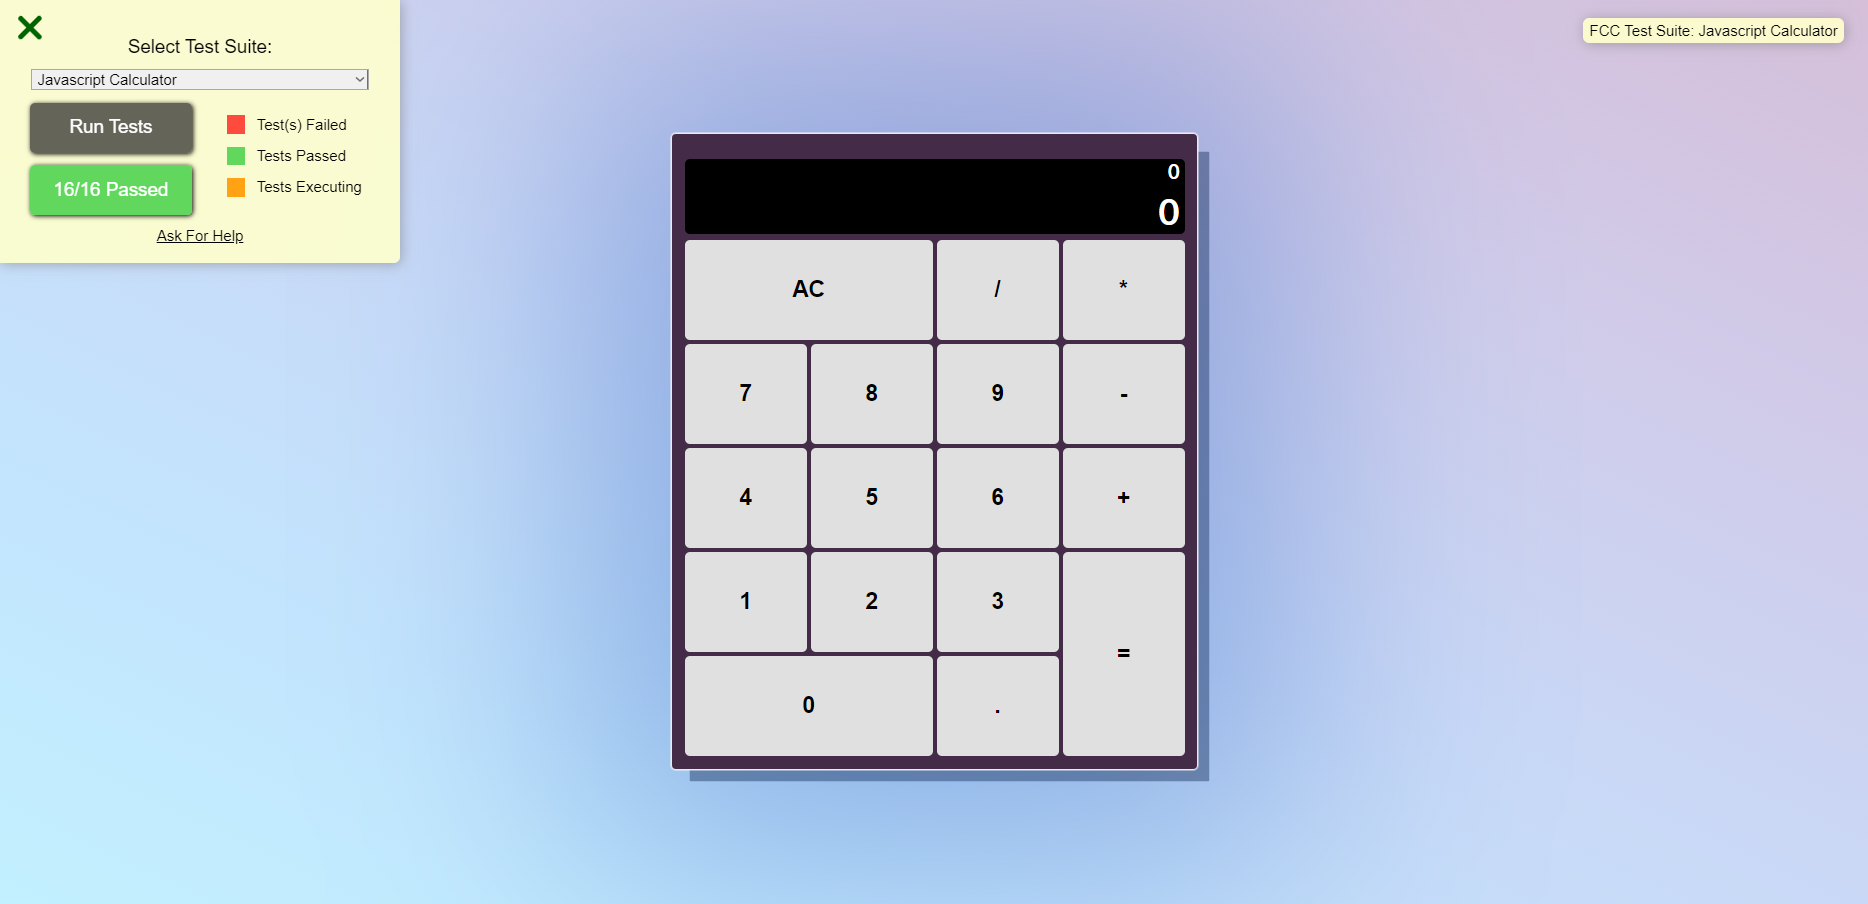 Select Test Suite:
Javascript Calculator
Run Tests
16/16 Passed
Test(s) Failed
Tests Passed
Tests Executing
Ask For Help
FCC Test Suite: Javascript Calculator
0
0
AC / *
7 8 9 -
4 5 6 +
1 2 3
=
0 .